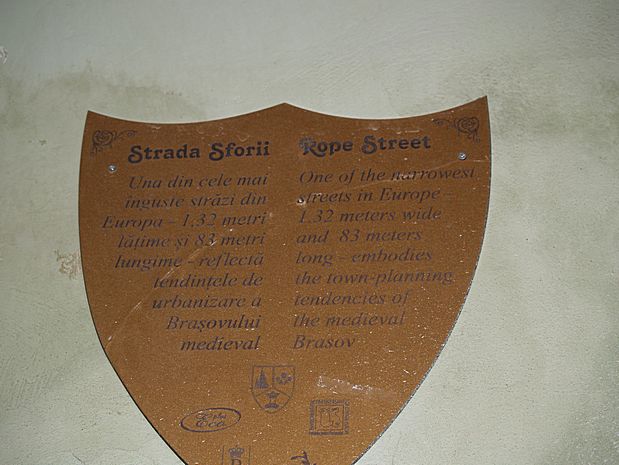 Strada Sforii
Una din cele mai
inguste străzi din
Europa - 1,32 metri
lățime și 83 metri
lungime - reflectă
tendințele de
urbanizare a
Brașovului
medieval
Rope Street
One of the narrowest
streets in Europe -
1.32 meters wide
and 83 meters
long - embodies
the town-planning
tendencies of
the medieval
Brasov